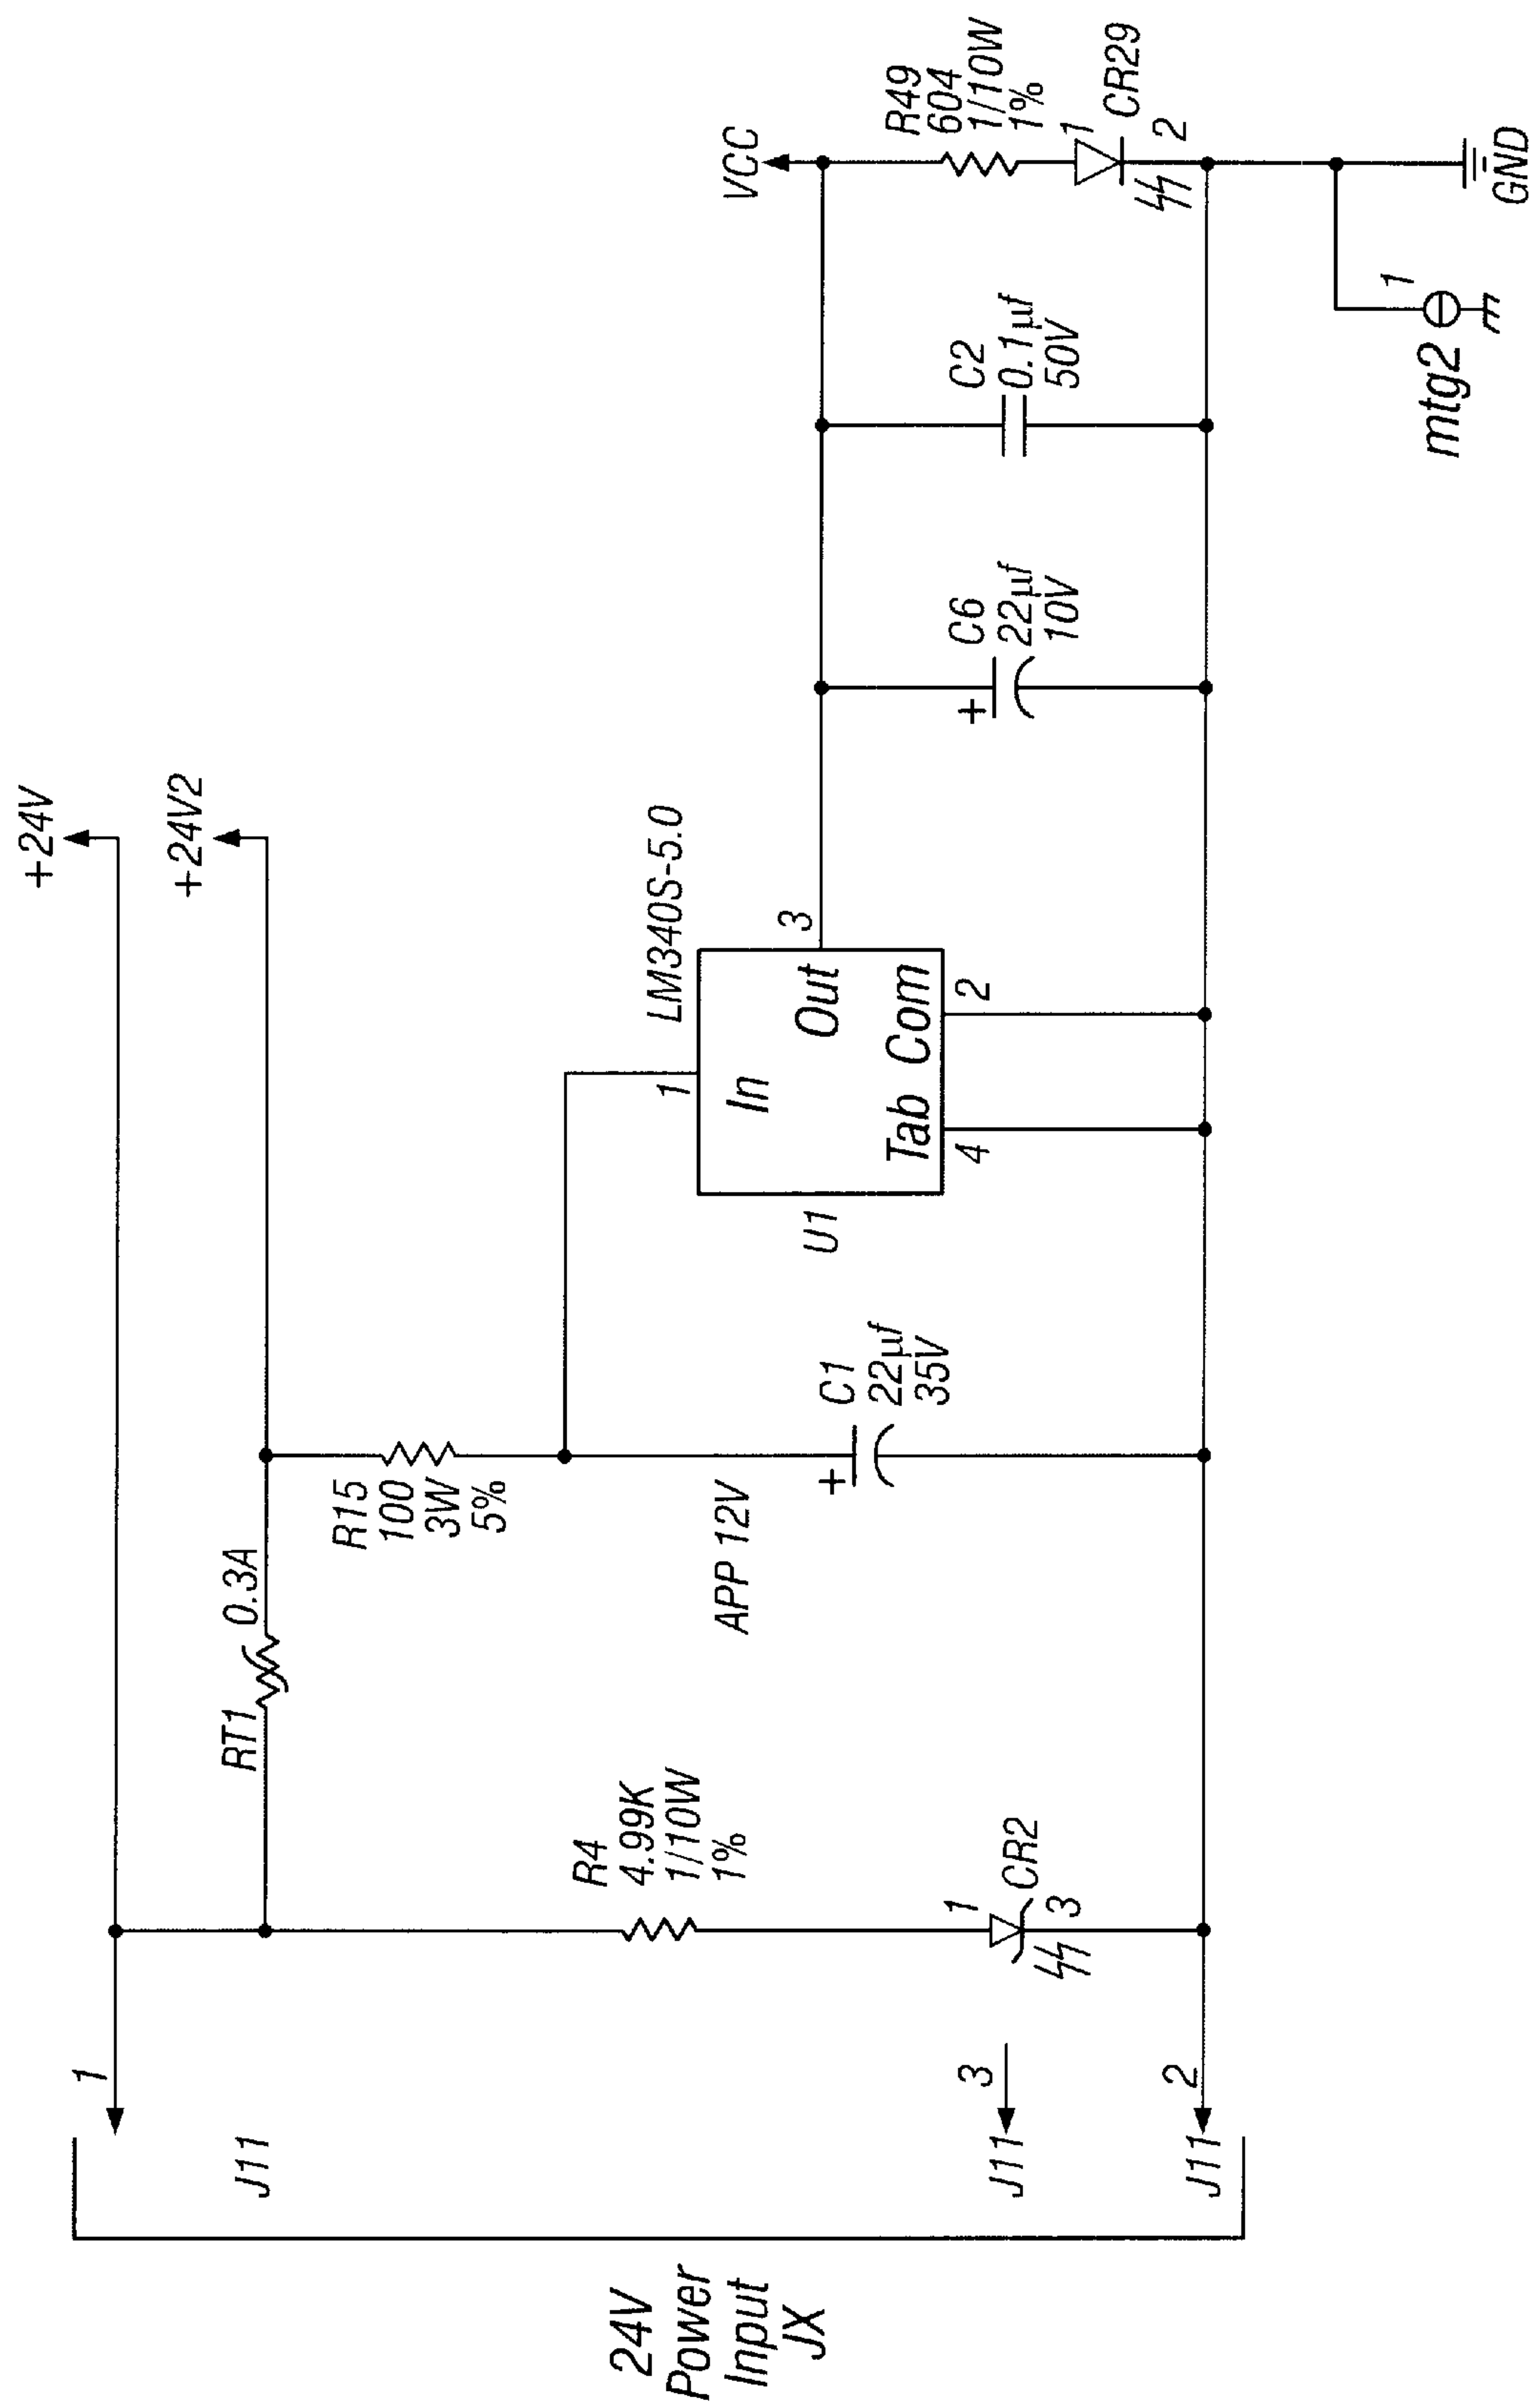 24V
Power
Input
JX
J11
1
J11
3
J11
2
+24V
+24V2
RT1
0.3A
R4
4.99K
1/10W
1%
1
CR2
3
R15
100
3W
5%
APP 12V
+
C1
22µf
35V
LM340S-5.0
U1
1
In
Out
3
Tab Com
4
2
+
C6
22µf
10V
C2
0.1µf
50V
VCC
R49
604
1/10W
1%
1
CR29
2
mtg2
1
GND